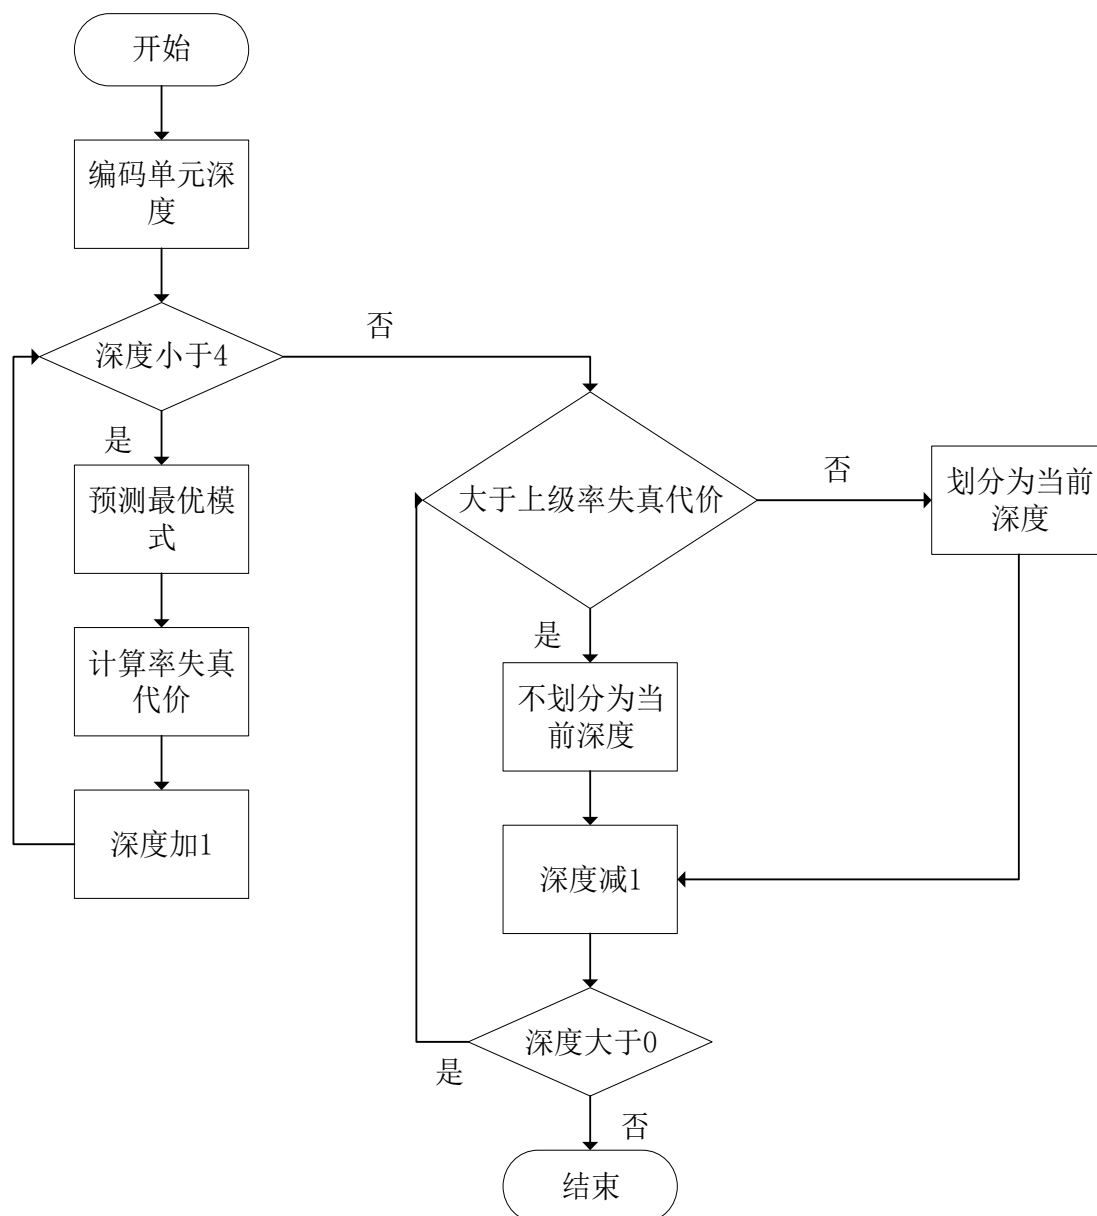 开始
编码单元深
度
深度小于4
否
是
预测最优模
式
计算率失真
代价
深度加1
大于上级率失真代价
否
划分为当前
深度
是
不划分为当
前深度
深度减1
深度大于0
是
否
结束